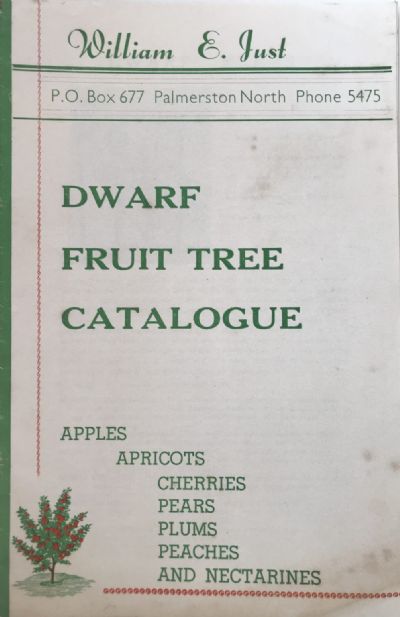 William E. Just
P.O. Box 677 Palmerston North Phone 5475
DWARF
FRUIT TREE
CATALOGUE
APPLES
APRICOTS
CHERRIES
PEARS
PLUMS
PEACHES
AND NECTARINES